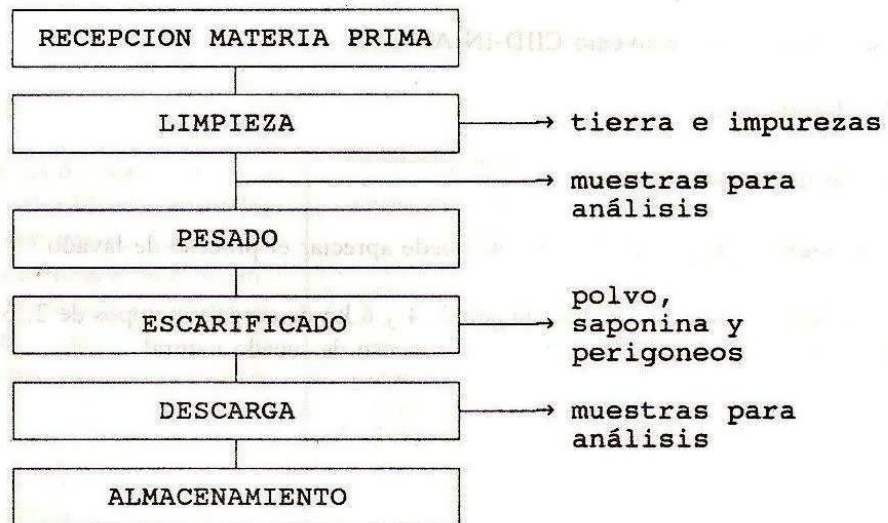 RECEPCION MATERIA PRIMA
LIMPIEZA
tierra e impurezas
muestras para
análisis
PESADO
ESCARIFICADO
polvo,
saponina y
perigoneos
DESCARGA
muestras para
análisis
ALMACENAMIENTO